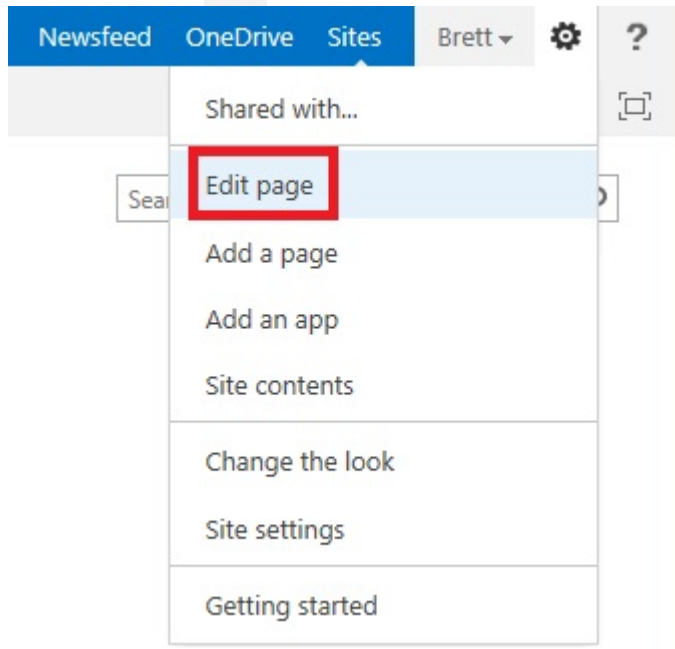 Newsfeed OneDrive Sites Brett ?
Shared with...
Edit page
Add a page
Add an app
Site contents
Change the look
Site settings
Getting started